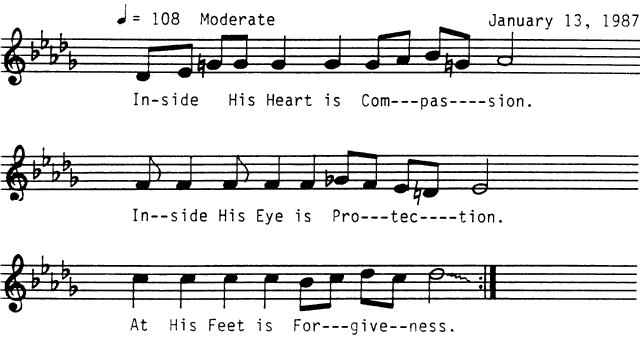 ♩= 108 Moderate January 13, 1987
In-side His Heart is Com---pas----sion.
In--side His Eye is Pro---tec----tion.
At His Feet is For---give--ness.